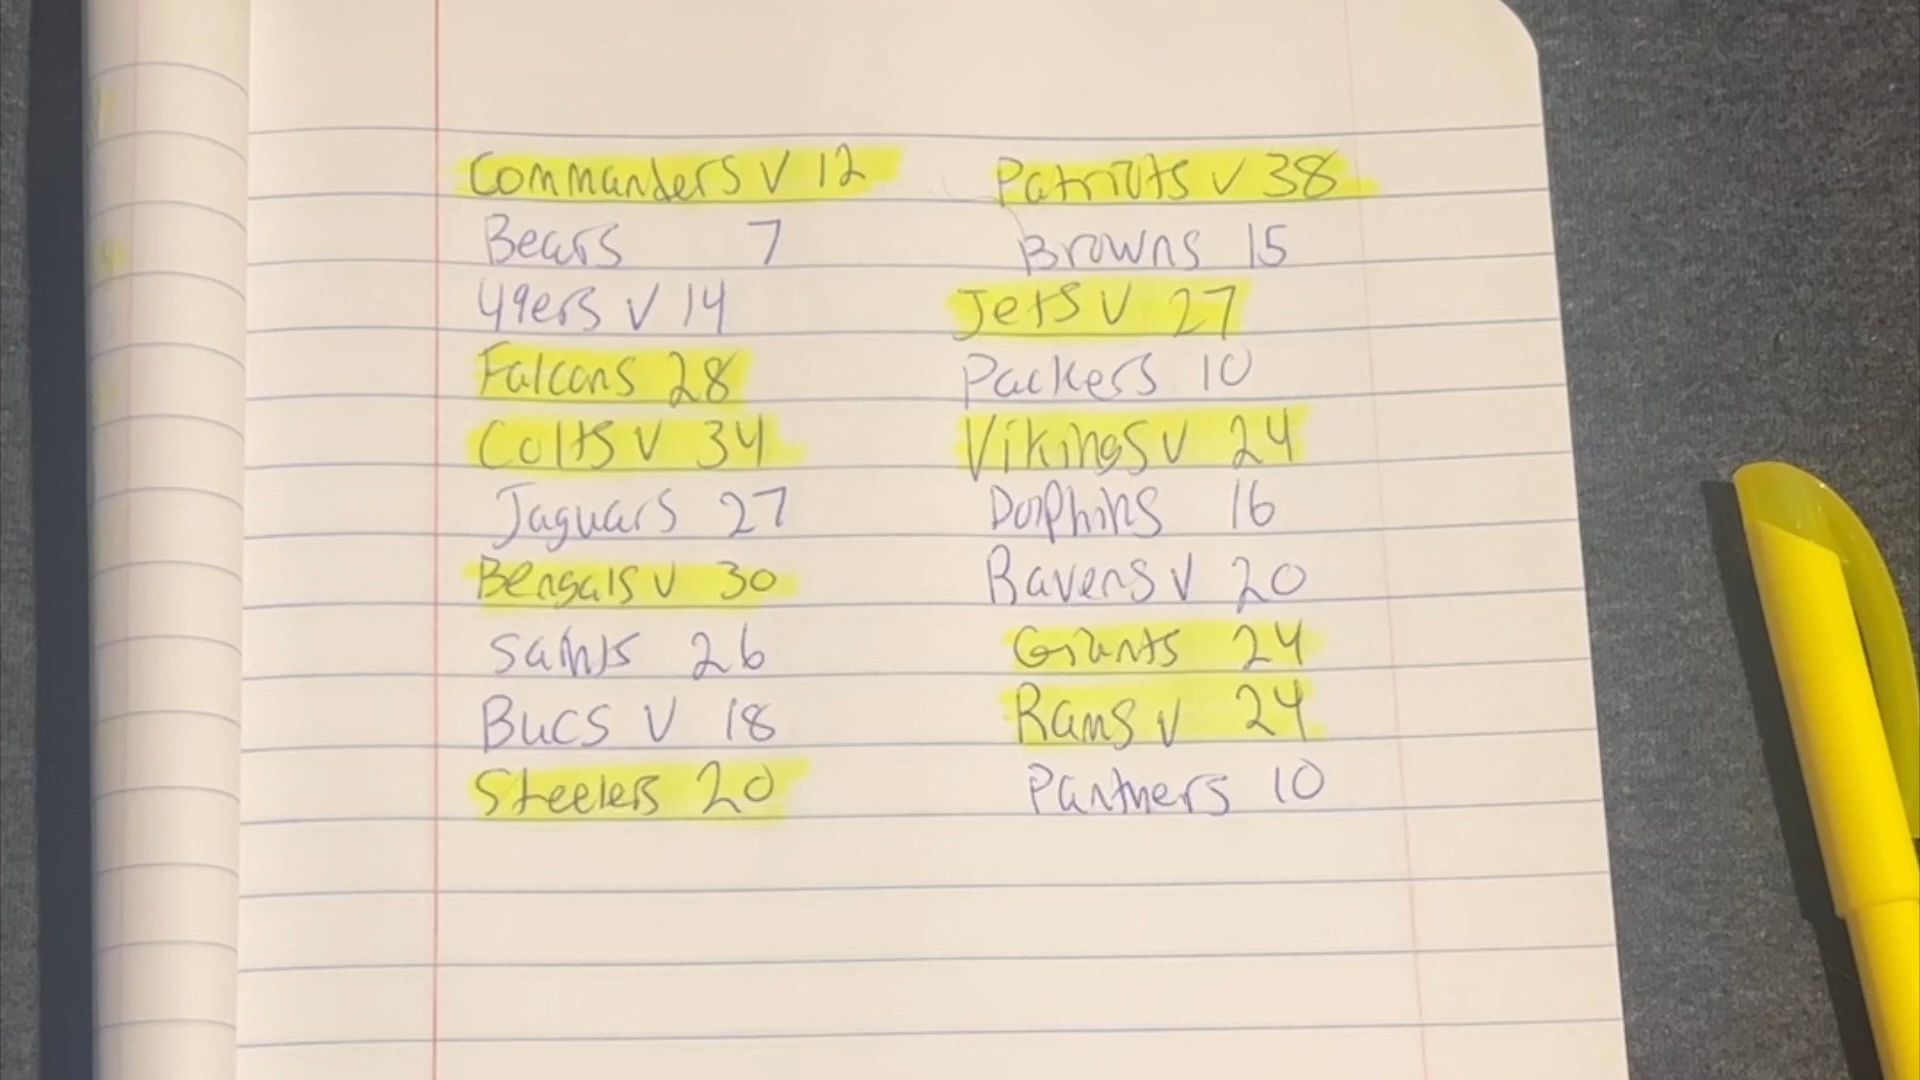 Commanders V 12
Bears 7
49ers V 14
Falcons 28
Colts V 34
Jaguars 27
Bengals V 30
Saints 26
Bucs V 18
Steelers 20
Patriots V 38
Browns 15
Jets V 27
Packers 10
Vikings V 24
Dolphins 16
Ravens V 20
Giants 24
Rams V 24
Panthers 10